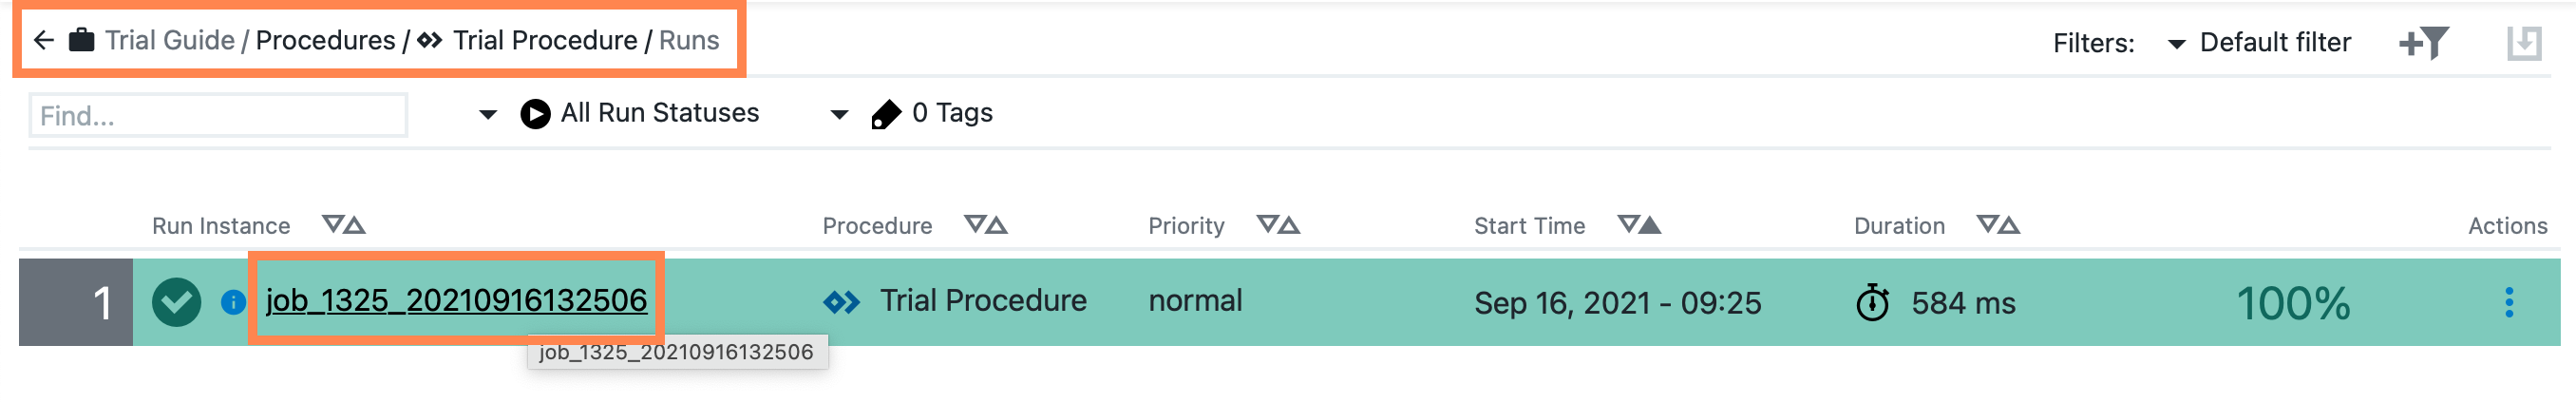 Trial Guide / Procedures / Trial Procedure / Runs Filters: Default filter
Find... All Run Statuses 0 Tags
Run Instance Procedure Priority Start Time Duration Actions
1 job_1325_20210916132506 Trial Procedure normal Sep 16, 2021 - 09:25 584 ms 100%
job_1325_20210916132506